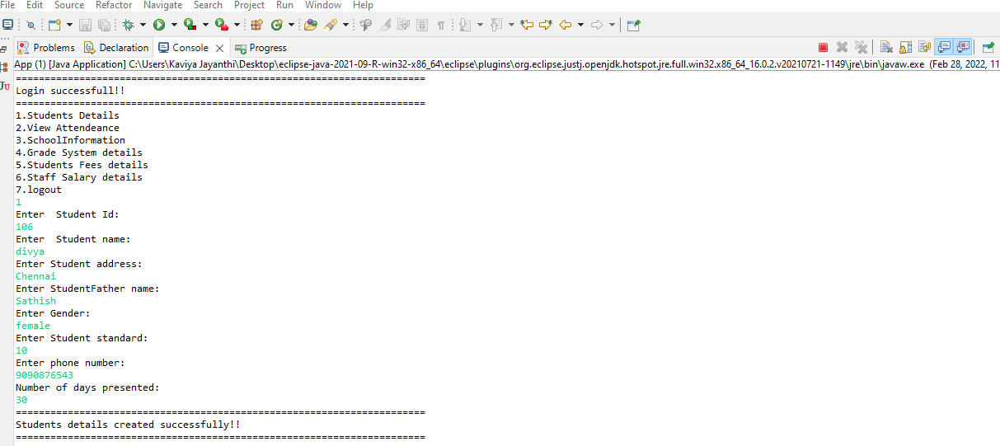 File Edit Source Refactor Navigate Search Project Run Window Help
Problems Declaration Console Progress
App (1) [Java Application] C:\Users\Kaviya Jayanthi\Desktop\eclipse-java-2021-09-R-win32-x86_64\eclipse\plugins\org.eclipse.justj.openjdk.hotspot.jre.full.win32.x86_64_16.0.2.v20210721-1149\jre\bin\javaw.exe (Feb 28, 2022, 11
=======================================================================
Login successfull!!
=======================================================================
1.Students Details
2.View Attendeance
3.SchoolInformation
4.Grade System details
5.Students Fees details
6.Staff Salary details
7.logout
1
Enter  Student Id:
106
Enter  Student name:
divya
Enter Student address:
Chennai
Enter StudentFather name:
Sathish
Enter Gender:
female
Enter Student standard:
10
Enter phone number:
9090876543
Number of days presented:
30
=======================================================================
Students details created successfully!!
=======================================================================